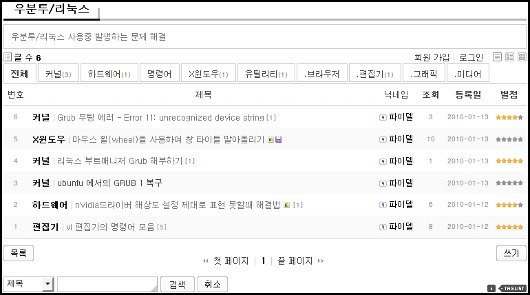 우분투/리눅스
우분투/리눅스 사용중 발생하는 문제 해결
글 수 6 회원 가입 로그인
전체 커널(3) 하드웨어(1) 명령어 X윈도우(1) 유틸리티(1) .브라우저 .편집기(1) .그래픽 .미디어
번호 제목 닉네임 조회 등록일 별점
6 커널 | Grub 부팅 에러 - Error 11: unrecognized device string [1] 파이델 3 2010-01-13
5 X윈도우 | 마우스 휠(wheel)을 사용하여 창 타이틀 말아올리기 파이델 10 2010-01-13
4 커널 | 리눅스 부트매니저 Grub 해부하기 [1] 파이델 1 2010-01-13
3 커널 | ubuntu 에서의 GRUB 1 복구 파이델 2010-01-13
2 하드웨어 | nVidia드라이버 해상도 설정 제대로 표현 못할때 해결법 [1] 파이델 6 2010-01-12
1 편집기 | vi 편집기의 명령어 모음 [5] 파이델 8 2010-01-12
목록 쓰기
첫 페이지 | 1 | 끝 페이지
제목 검색 취소
TAGLIST